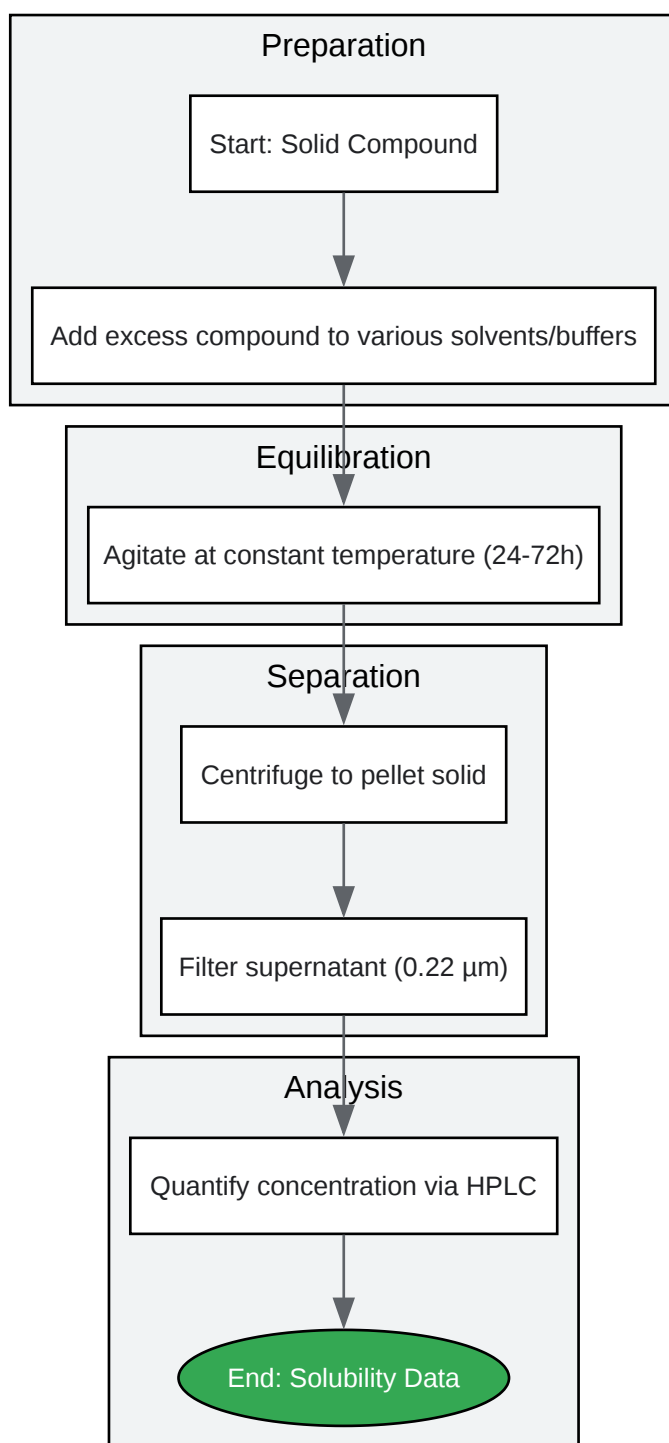 Preparation
Start: Solid Compound
Add excess compound to various solvents/buffers
Equilibration
Agitate at constant temperature (24-72h)
Separation
Centrifuge to pellet solid
Filter supernatant (0.22 µm)
Analysis
Quantify concentration via HPLC
End: Solubility Data